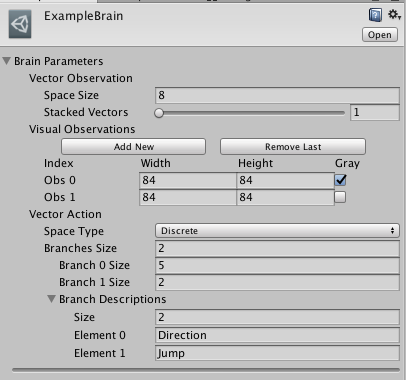 ExampleBrain
Open
Brain Parameters
Vector Observation
Space Size 8
Stacked Vectors 1
Visual Observations
Add New Remove Last
Index Width Height Gray
Obs 0 84 84
Obs 1 84 84
Vector Action
Space Type Discrete
Branches Size 2
Branch 0 Size 5
Branch 1 Size 2
Branch Descriptions
Size 2
Element 0 Direction
Element 1 Jump